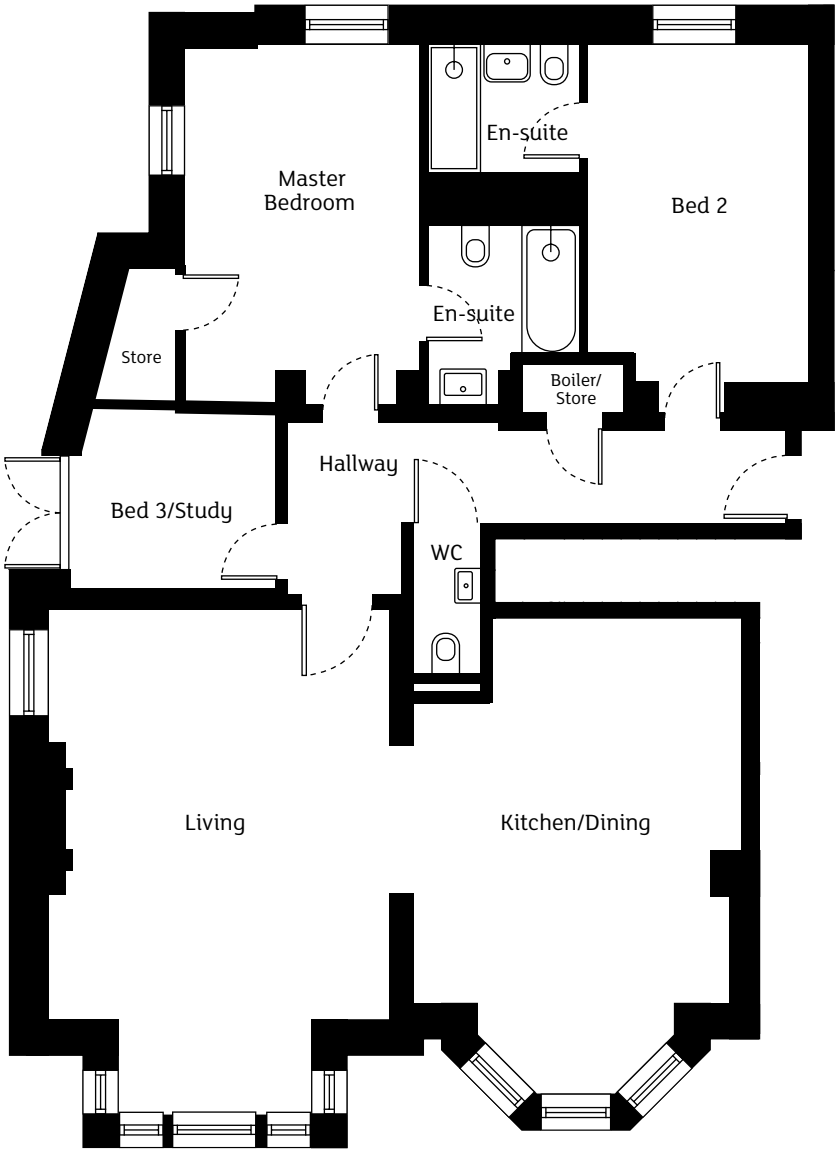 En-suite
Master
Bedroom
Bed 2
En-suite
Store
Boiler/
Store
Hallway
Bed 3/Study
WC
Living
Kitchen/Dining